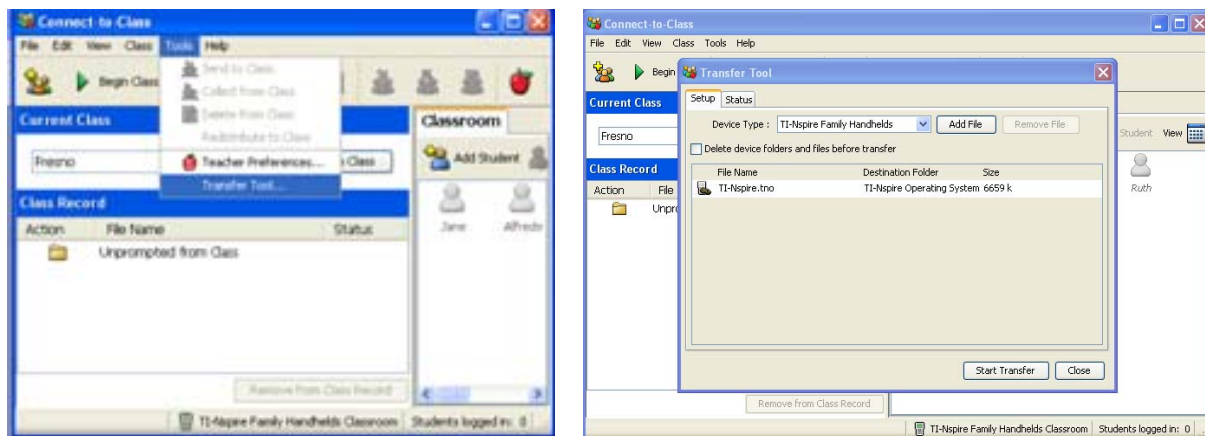 Connect-to-Class
File Edit View Class Tools Help
Begin Class
Send to Class
Collect from Class
Delete from Class
Redistribute to Class
Teacher Preferences...
Transfer Tool...
Current Class
Fresno
Class
Class Record
Action File Name Status
Unprompted from Class
Remove from Class Record
Classroom
Add Student
Jane Alfredo
TI-Nspire Family Handhelds Classroom Students logged in: 0
Connect-to-Class
File Edit View Class Tools Help
Begin
Current Class
Fresno
Class Record
Action File
Unpro
Transfer Tool
Setup Status
Device Type : TI-Nspire Family Handhelds Add File Remove File
Delete device folders and files before transfer
File Name Destination Folder Size
TI-Nspire.tno TI-Nspire Operating System 6659 k
Start Transfer Close
Student View
Ruth
Remove from Class Record
TI-Nspire Family Handhelds Classroom Students logged in: 0